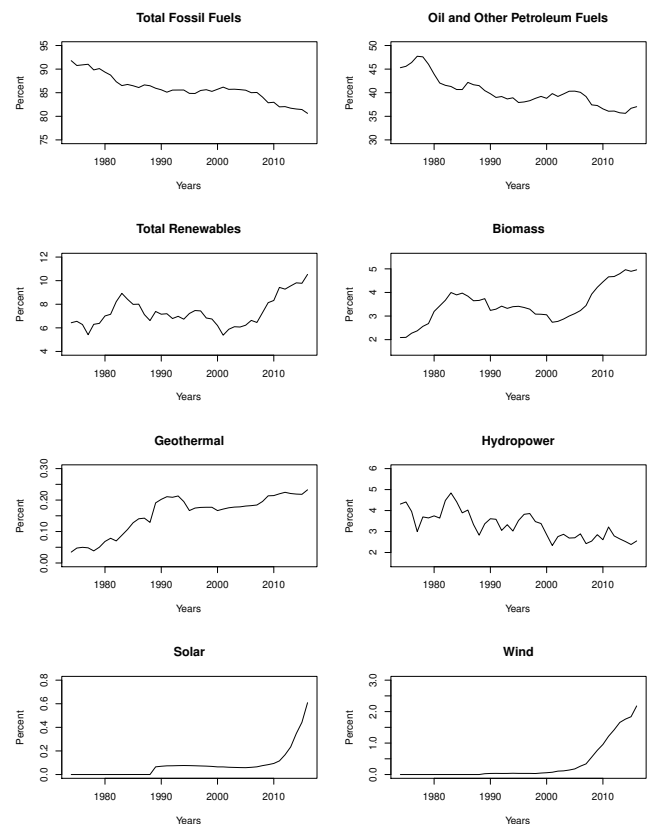 Total Fossil Fuels
Percent
95
90
85
80
75
1980 1990 2000 2010
Years
Oil and Other Petroleum Fuels
Percent
50
45
40
35
30
1980 1990 2000 2010
Years
Total Renewables
Percent
12
10
8
6
4
1980 1990 2000 2010
Years
Biomass
Percent
5
4
3
2
1980 1990 2000 2010
Years
Geothermal
Percent
0.30
0.20
0.10
0.00
1980 1990 2000 2010
Years
Hydropower
Percent
6
5
4
3
2
1980 1990 2000 2010
Years
Solar
Percent
0.8
0.6
0.4
0.2
0.0
1980 1990 2000 2010
Years
Wind
Percent
3.0
2.0
1.0
0.0
1980 1990 2000 2010
Years